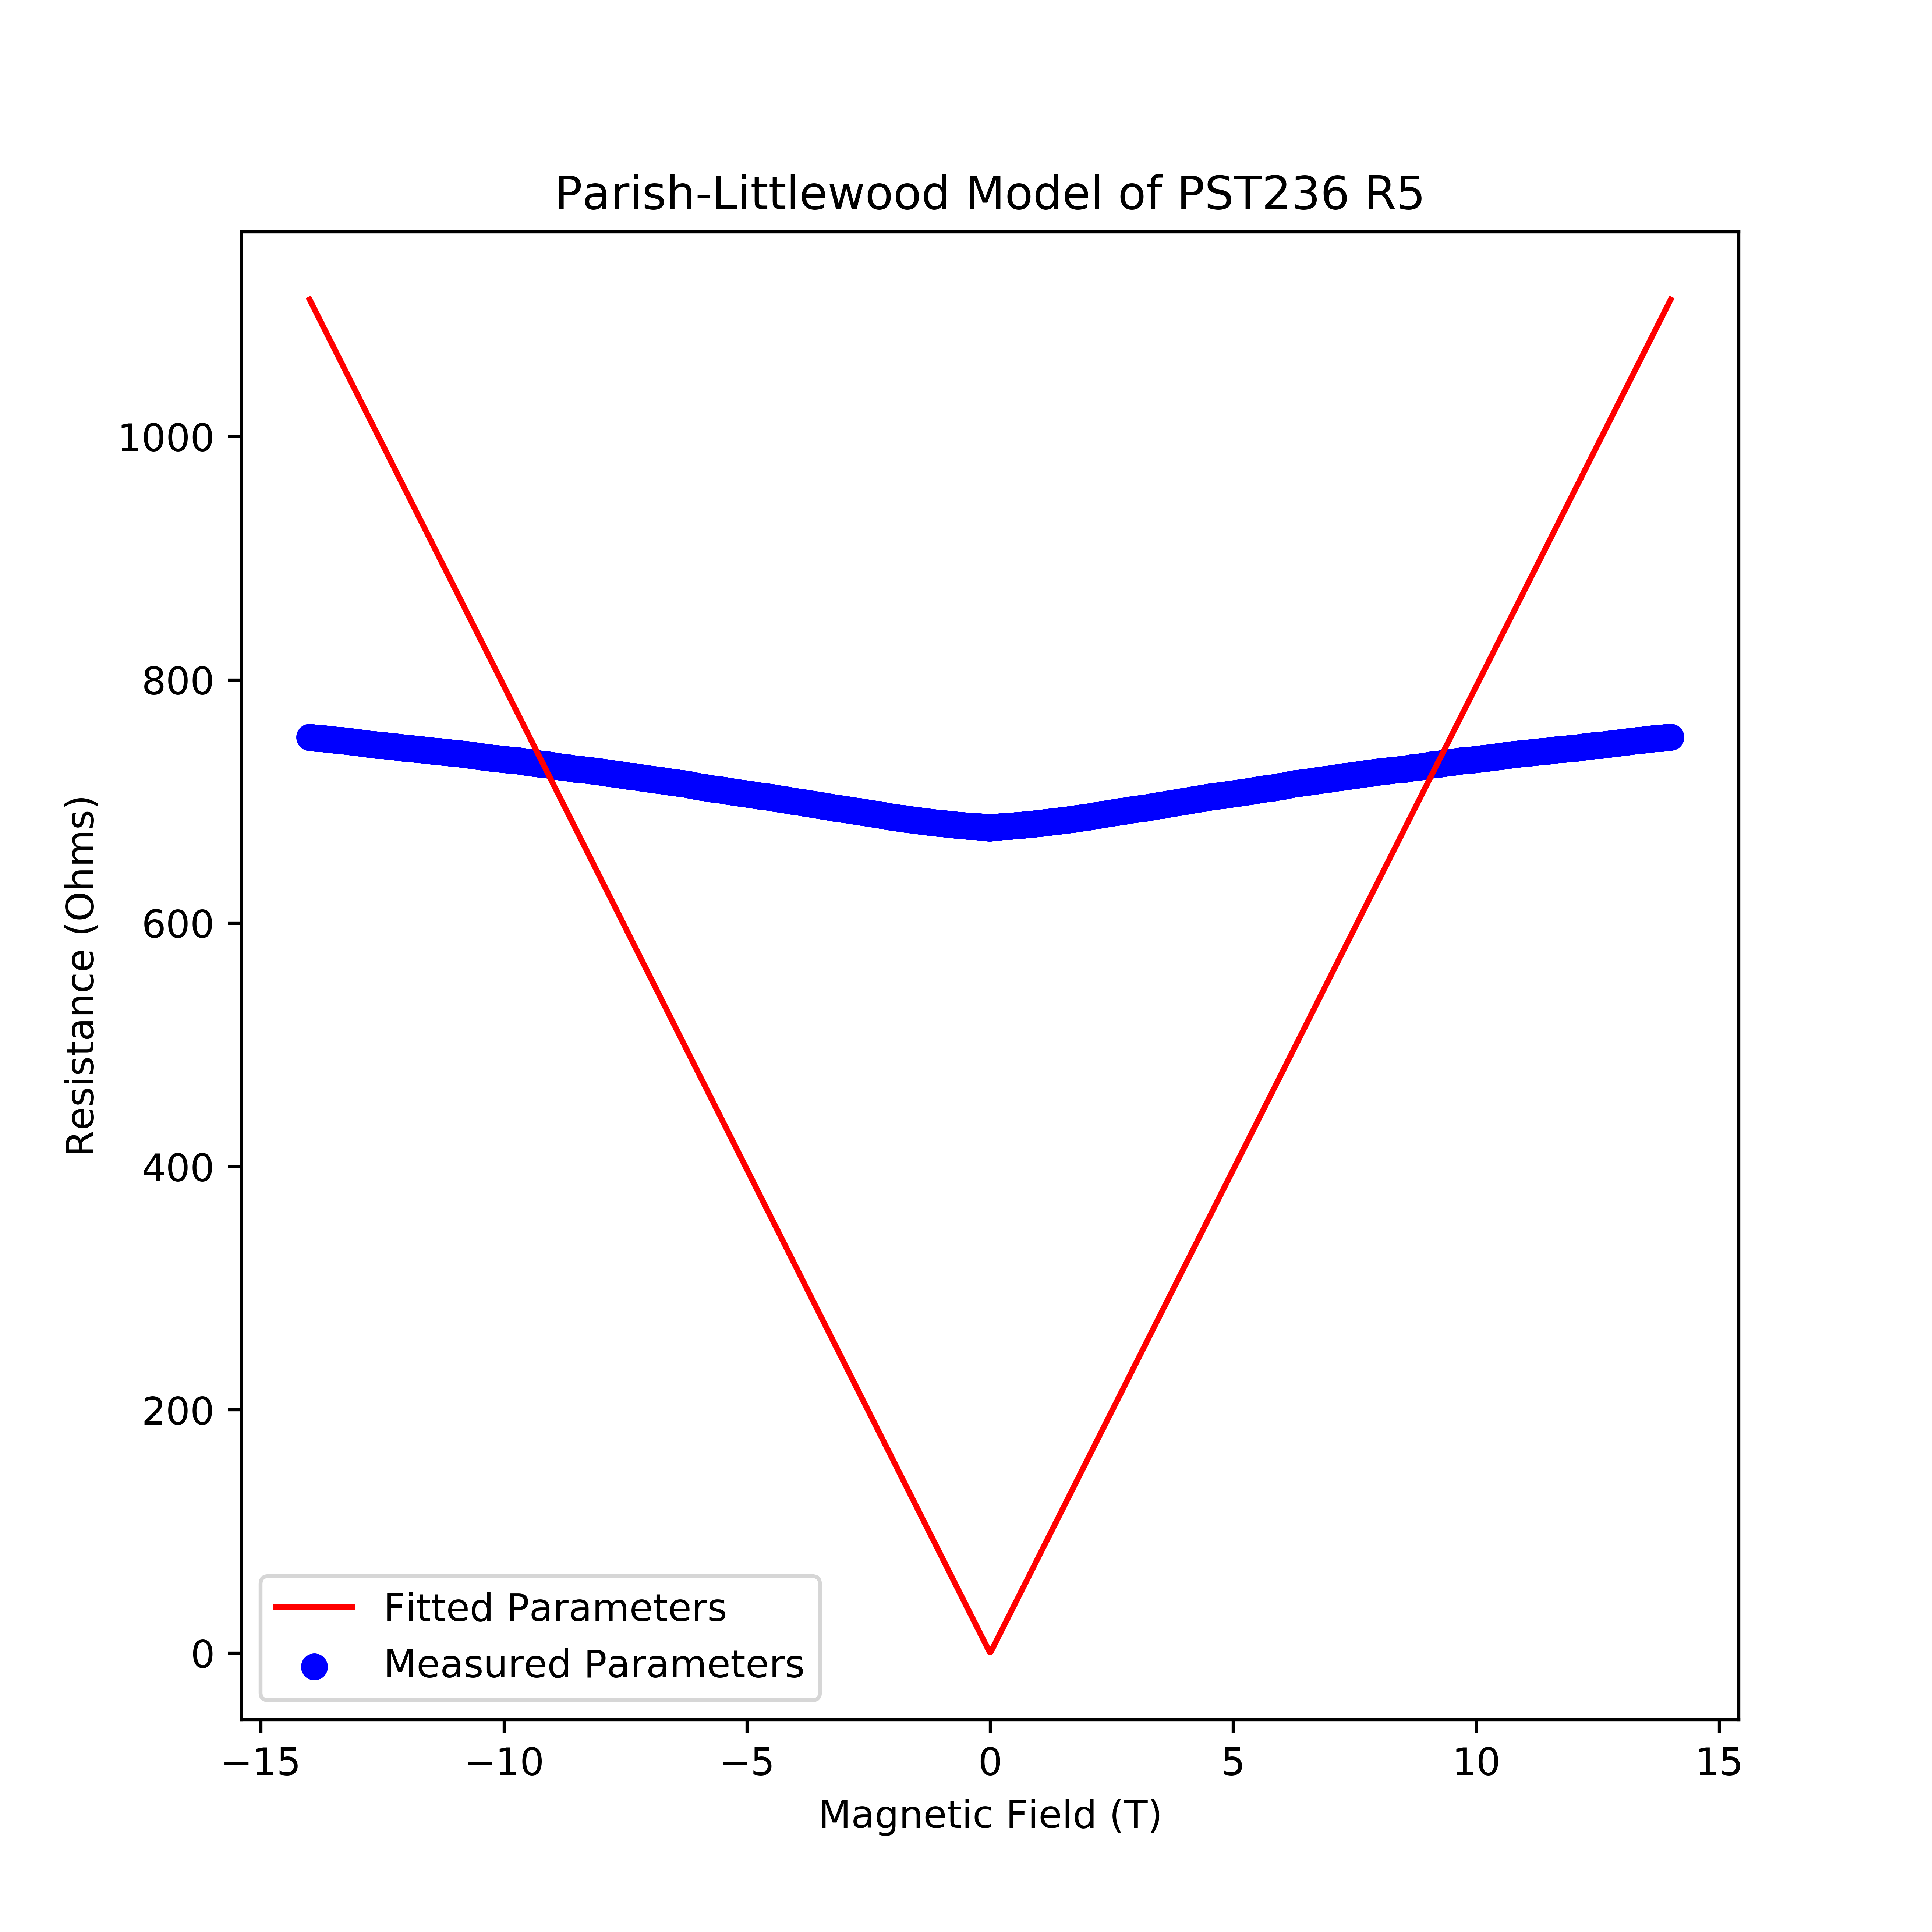 Parish-Littlewood Model of PST236 R5
1000
800
600
400
200
0
Resistance (Ohms)
Fitted Parameters
Measured Parameters
−15 −10 −5 0 5 10 15
Magnetic Field (T)